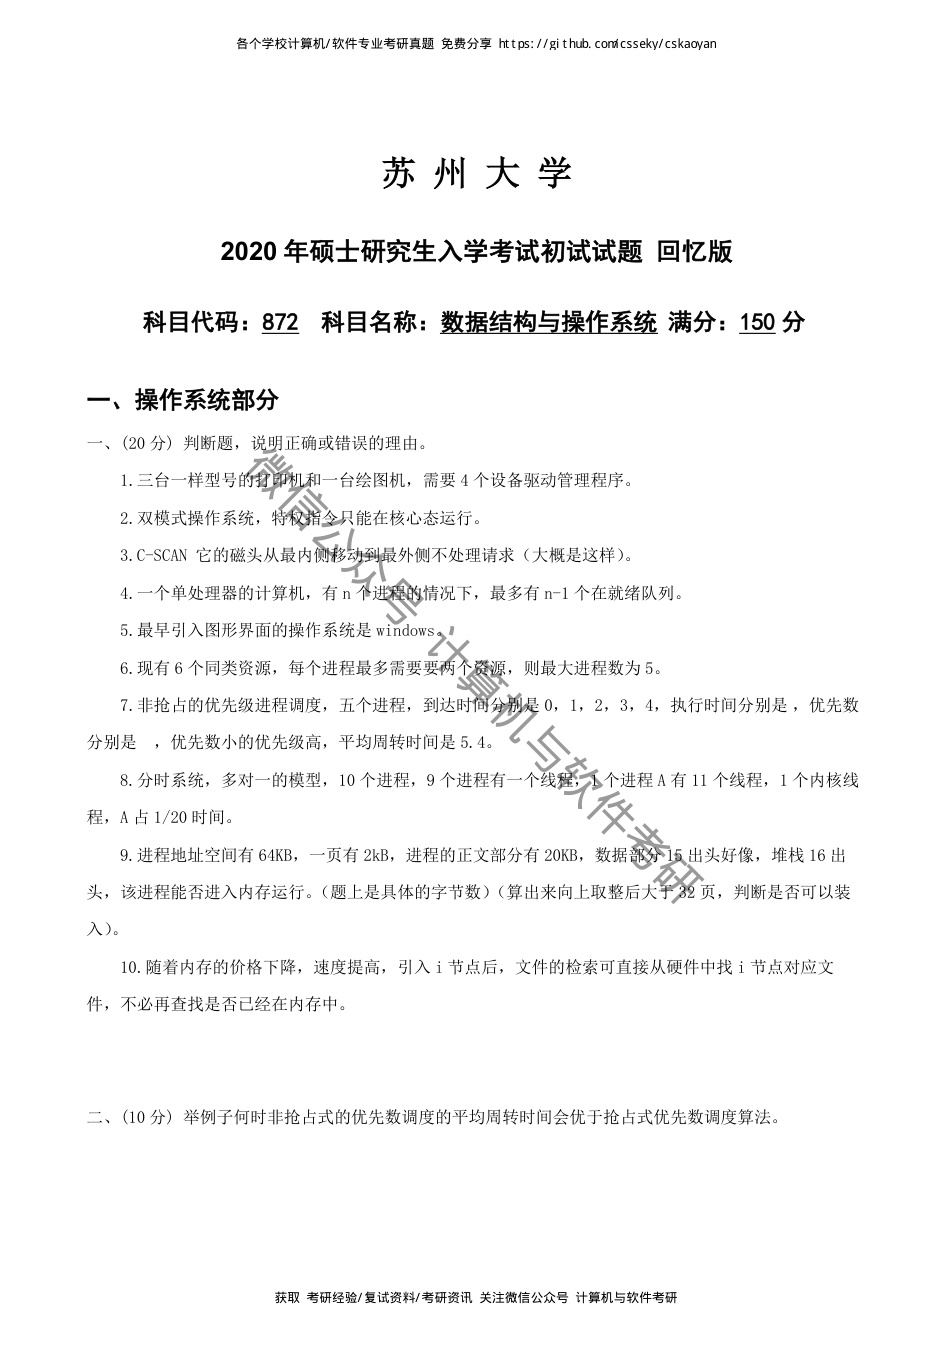 各个学校计算机/软件专业考研真题 免费分享 https://github.com/csseky/cskaoyan
苏 州 大 学
2020 年硕士研究生入学考试初试试题 回忆版
科目代码：872 科目名称：数据结构与操作系统 满分：150 分
一、操作系统部分
一、(20 分) 判断题，说明正确或错误的理由。
1.三台一样型号的打印机和一台绘图机，需要 4 个设备驱动管理程序。
2.双模式操作系统，特权指令只能在核心态运行。
3.C-SCAN 它的磁头从最内侧移动到最外侧不处理请求（大概是这样）。
4.一个单处理器的计算机，有 n 个进程的情况下，最多有 n-1 个在就绪队列。
5.最早引入图形界面的操作系统是 windows。
6.现有 6 个同类资源，每个进程最多需要要两个资源，则最大进程数为 5。
7.非抢占的优先级进程调度，五个进程，到达时间分别是 0，1，2，3，4，执行时间分别是 ，优先数
分别是 ，优先数小的优先级高，平均周转时间是 5.4。
8.分时系统，多对一的模型，10 个进程，9 个进程有一个线程，1 个进程 A 有 11 个线程，1 个内核线
程，A 占 1/20 时间。
9.进程地址空间有 64KB，一页有 2kB，进程的正文部分有 20KB，数据部分 15 出头好像，堆栈 16 出
头，该进程能否进入内存运行。（题上是具体的字节数）（算出来向上取整后大于 32 页，判断是否可以装
入）。
10.随着内存的价格下降，速度提高，引入 i 节点后，文件的检索可直接从硬件中找 i 节点对应文
件，不必再查找是否已经在内存中。
二、(10 分) 举例子何时非抢占式的优先数调度的平均周转时间会优于抢占式优先数调度算法。
微信公众号 计算机与软件考研
获取 考研经验/复试资料/考研资讯 关注微信公众号 计算机与软件考研